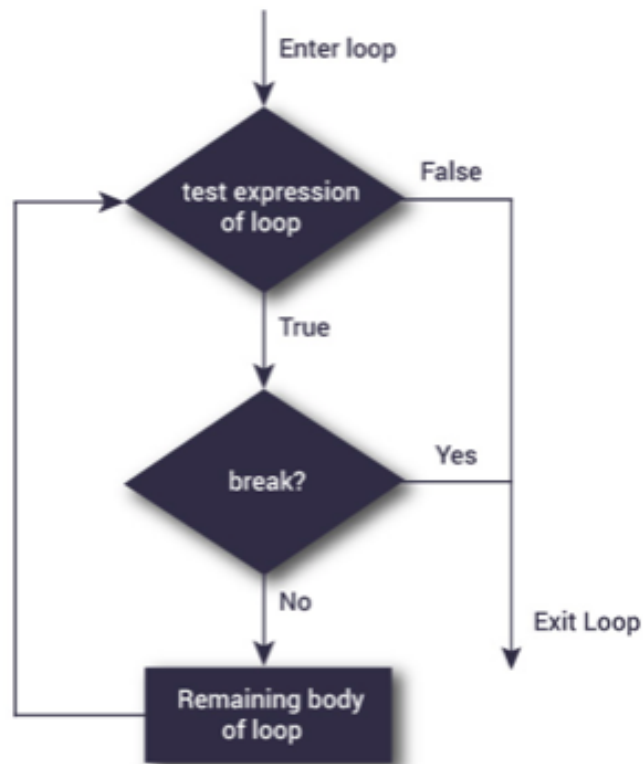 Enter loop
test expression
of loop
False
True
break?
Yes
No
Exit Loop
Remaining body
of loop